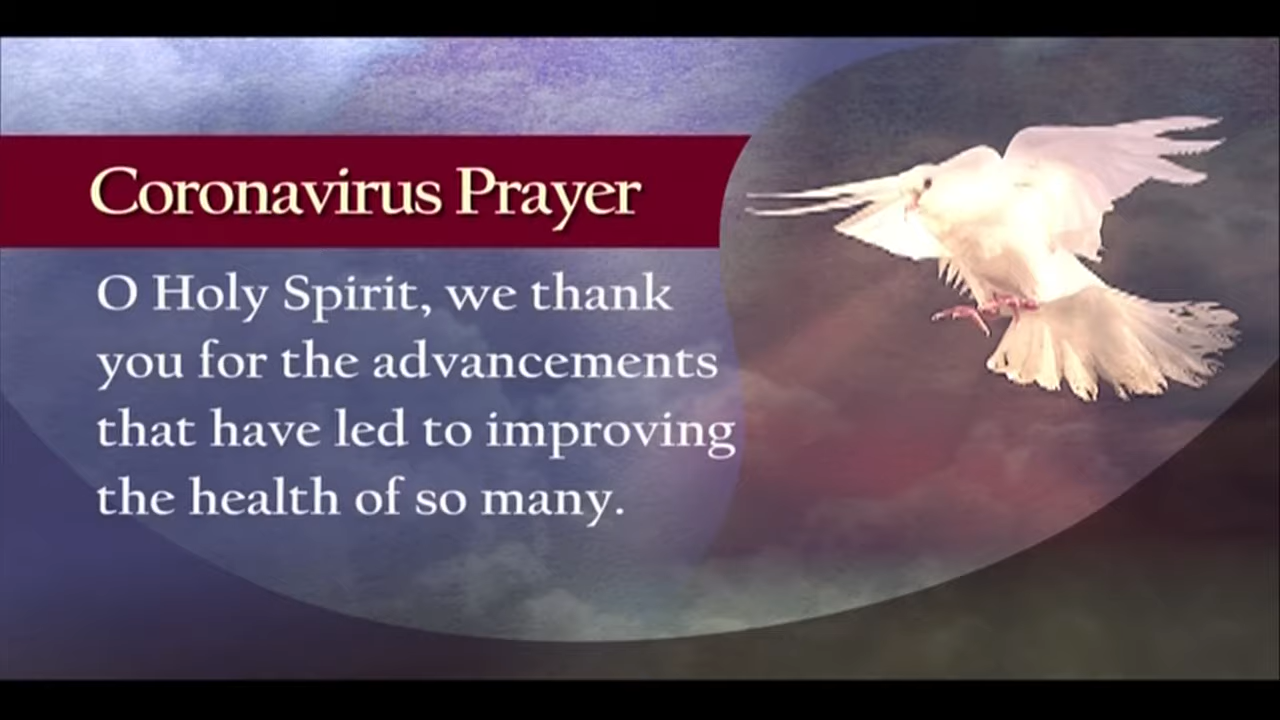 Coronavirus Prayer
O Holy Spirit, we thank
you for the advancements
that have led to improving
the health of so many.